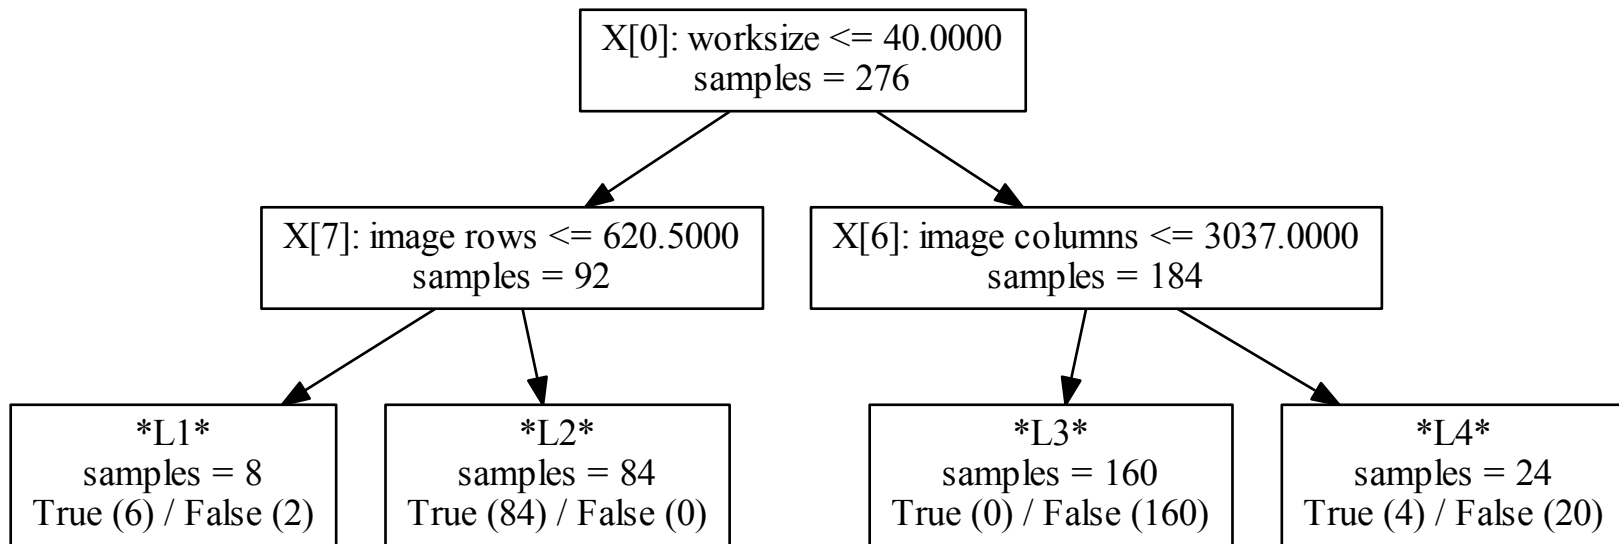 X[0]: worksize <= 40.0000
samples = 276
X[7]: image rows <= 620.5000
samples = 92
X[6]: image columns <= 3037.0000
samples = 184
*L1*
samples = 8
True (6) / False (2)
*L2*
samples = 84
True (84) / False (0)
*L3*
samples = 160
True (0) / False (160)
*L4*
samples = 24
True (4) / False (20)